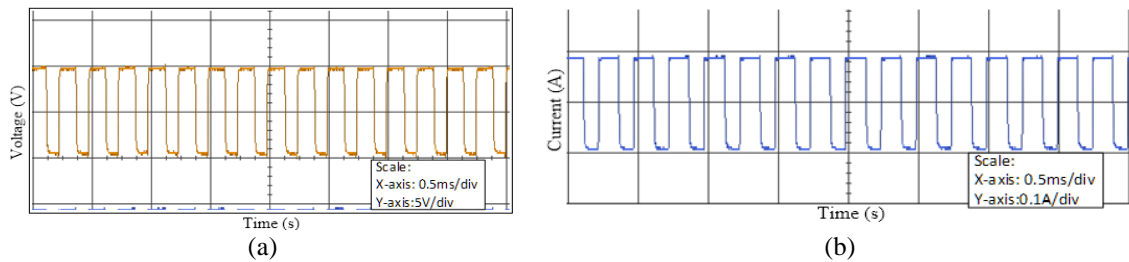 Voltage (V)
Scale:
X-axis: 0.5ms/div
Y-axis:5V/div
Time (s)
(a)
Current (A)
Scale:
X-axis: 0.5ms/div
Y-axis:0.1A/div
Time (s)
(b)